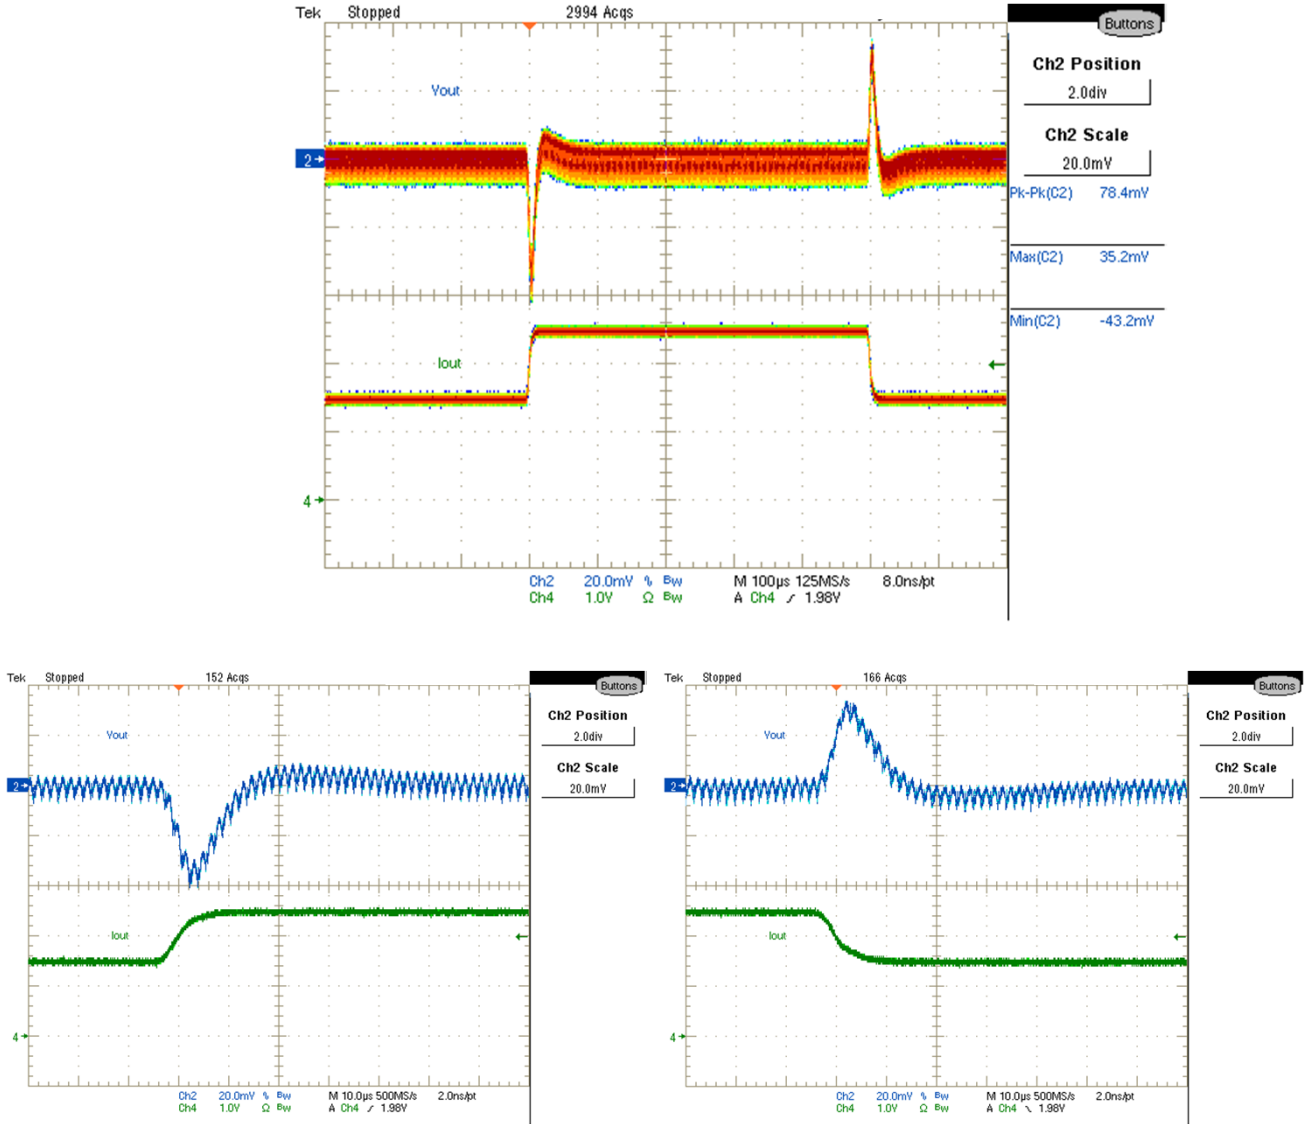 Tek Stopped 2994 Acqs
Buttons
Ch2 Position
2.0div
Ch2 Scale
20.0mV
Pk-Pk(C2) 78.4mV
Max(C2) 35.2mV
Min(C2) -43.2mV
Vout
2
Iout
4
Ch2 20.0mV ∿ Bw M 100µs 125MS/s 8.0ns/pt
Ch4 1.0V Ω Bw A Ch4 ƒ 1.98V
Tek Stopped 152 Acqs
Buttons
Ch2 Position
2.0div
Ch2 Scale
20.0mV
Vout
2
Iout
4
Ch2 20.0mV ∿ Bw M 10.0µs 500MS/s 2.0ns/pt
Ch4 1.0V Ω Bw A Ch4 ƒ 1.98V
Tek Stopped 166 Acqs
Buttons
Ch2 Position
2.0div
Ch2 Scale
20.0mV
Vout
2
Iout
4
Ch2 20.0mV ∿ Bw M 10.0µs 500MS/s 2.0ns/pt
Ch4 1.0V Ω Bw A Ch4 \ 1.98V